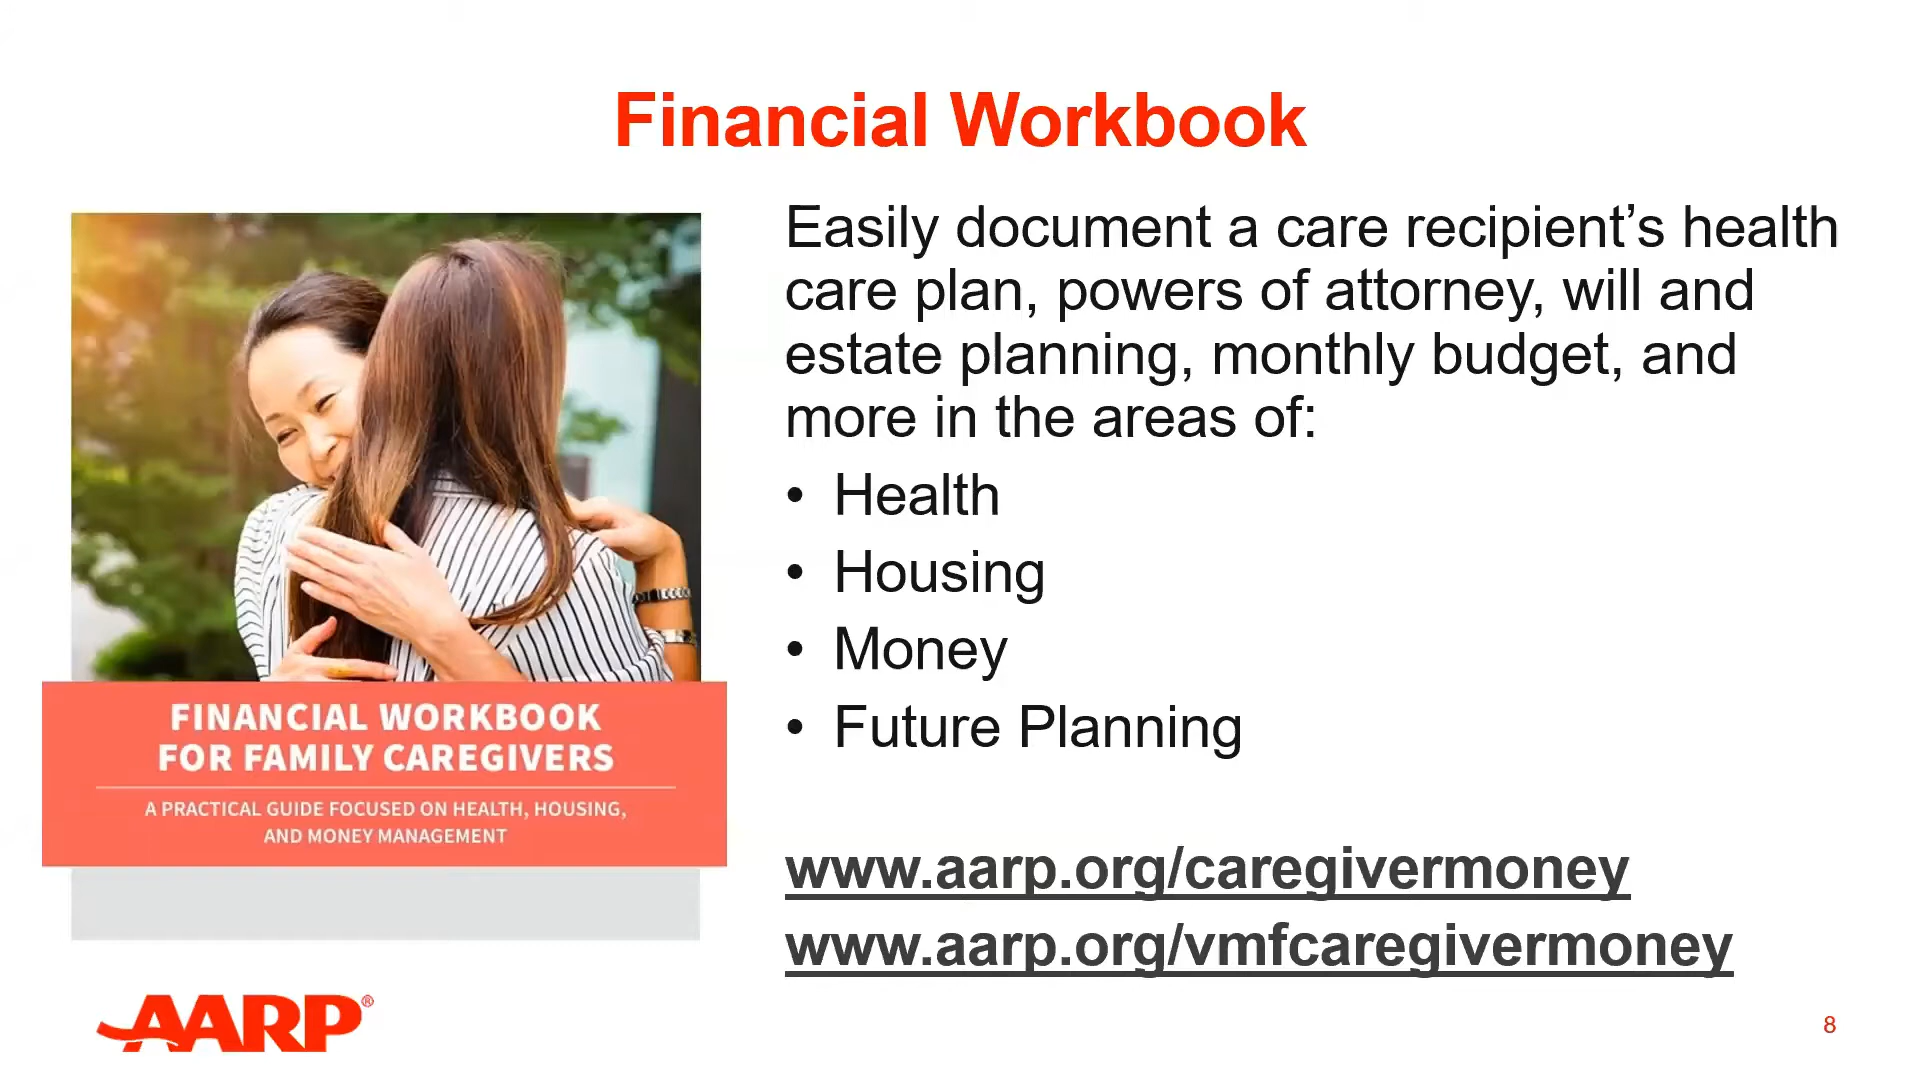 Financial Workbook
Easily document a care recipient’s health
care plan, powers of attorney, will and
estate planning, monthly budget, and
more in the areas of:
• Health
• Housing
• Money
• Future Planning
www.aarp.org/caregivermoney
www.aarp.org/vmfcaregivermoney
FINANCIAL WORKBOOK
FOR FAMILY CAREGIVERS
A PRACTICAL GUIDE FOCUSED ON HEALTH, HOUSING,
AND MONEY MANAGEMENT
AARP®
8